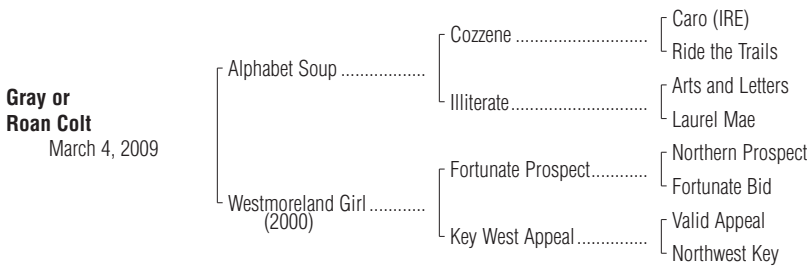 Caro (IRE)
Cozzene ............................
Ride the Trails
Alphabet Soup ..................
Arts and Letters
Illiterate.............................
Laurel Mae
Gray or
Roan Colt
March 4, 2009
Northern Prospect
Fortunate Prospect............
Fortunate Bid
Westmoreland Girl ............
(2000)
Valid Appeal
Key West Appeal...............
Northwest Key